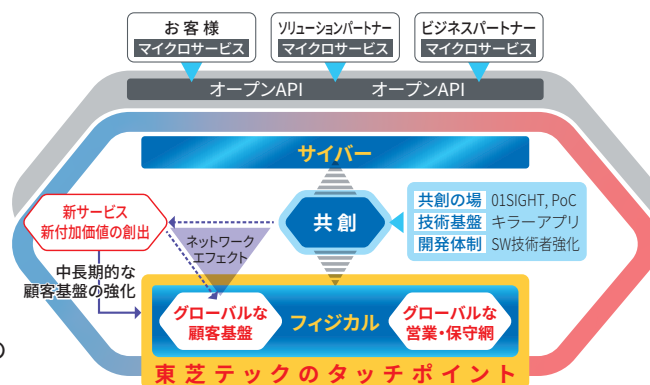 お客様
マイクロサービス
ソリューションパートナー
マイクロサービス
ビジネスパートナー
マイクロサービス
オープンAPI
オープンAPI
サイバー
新サービス
新付加価値の創出
ネットワーク
エフェクト
共創
共創の場 01SIGHT, PoC
技術基盤 キラーアプリ
開発体制 SW技術者強化
中長期的な
顧客基盤の強化
グローバルな
顧客基盤
フィジカル
グローバルな
営業・保守網
の
東芝テックのタッチポイント